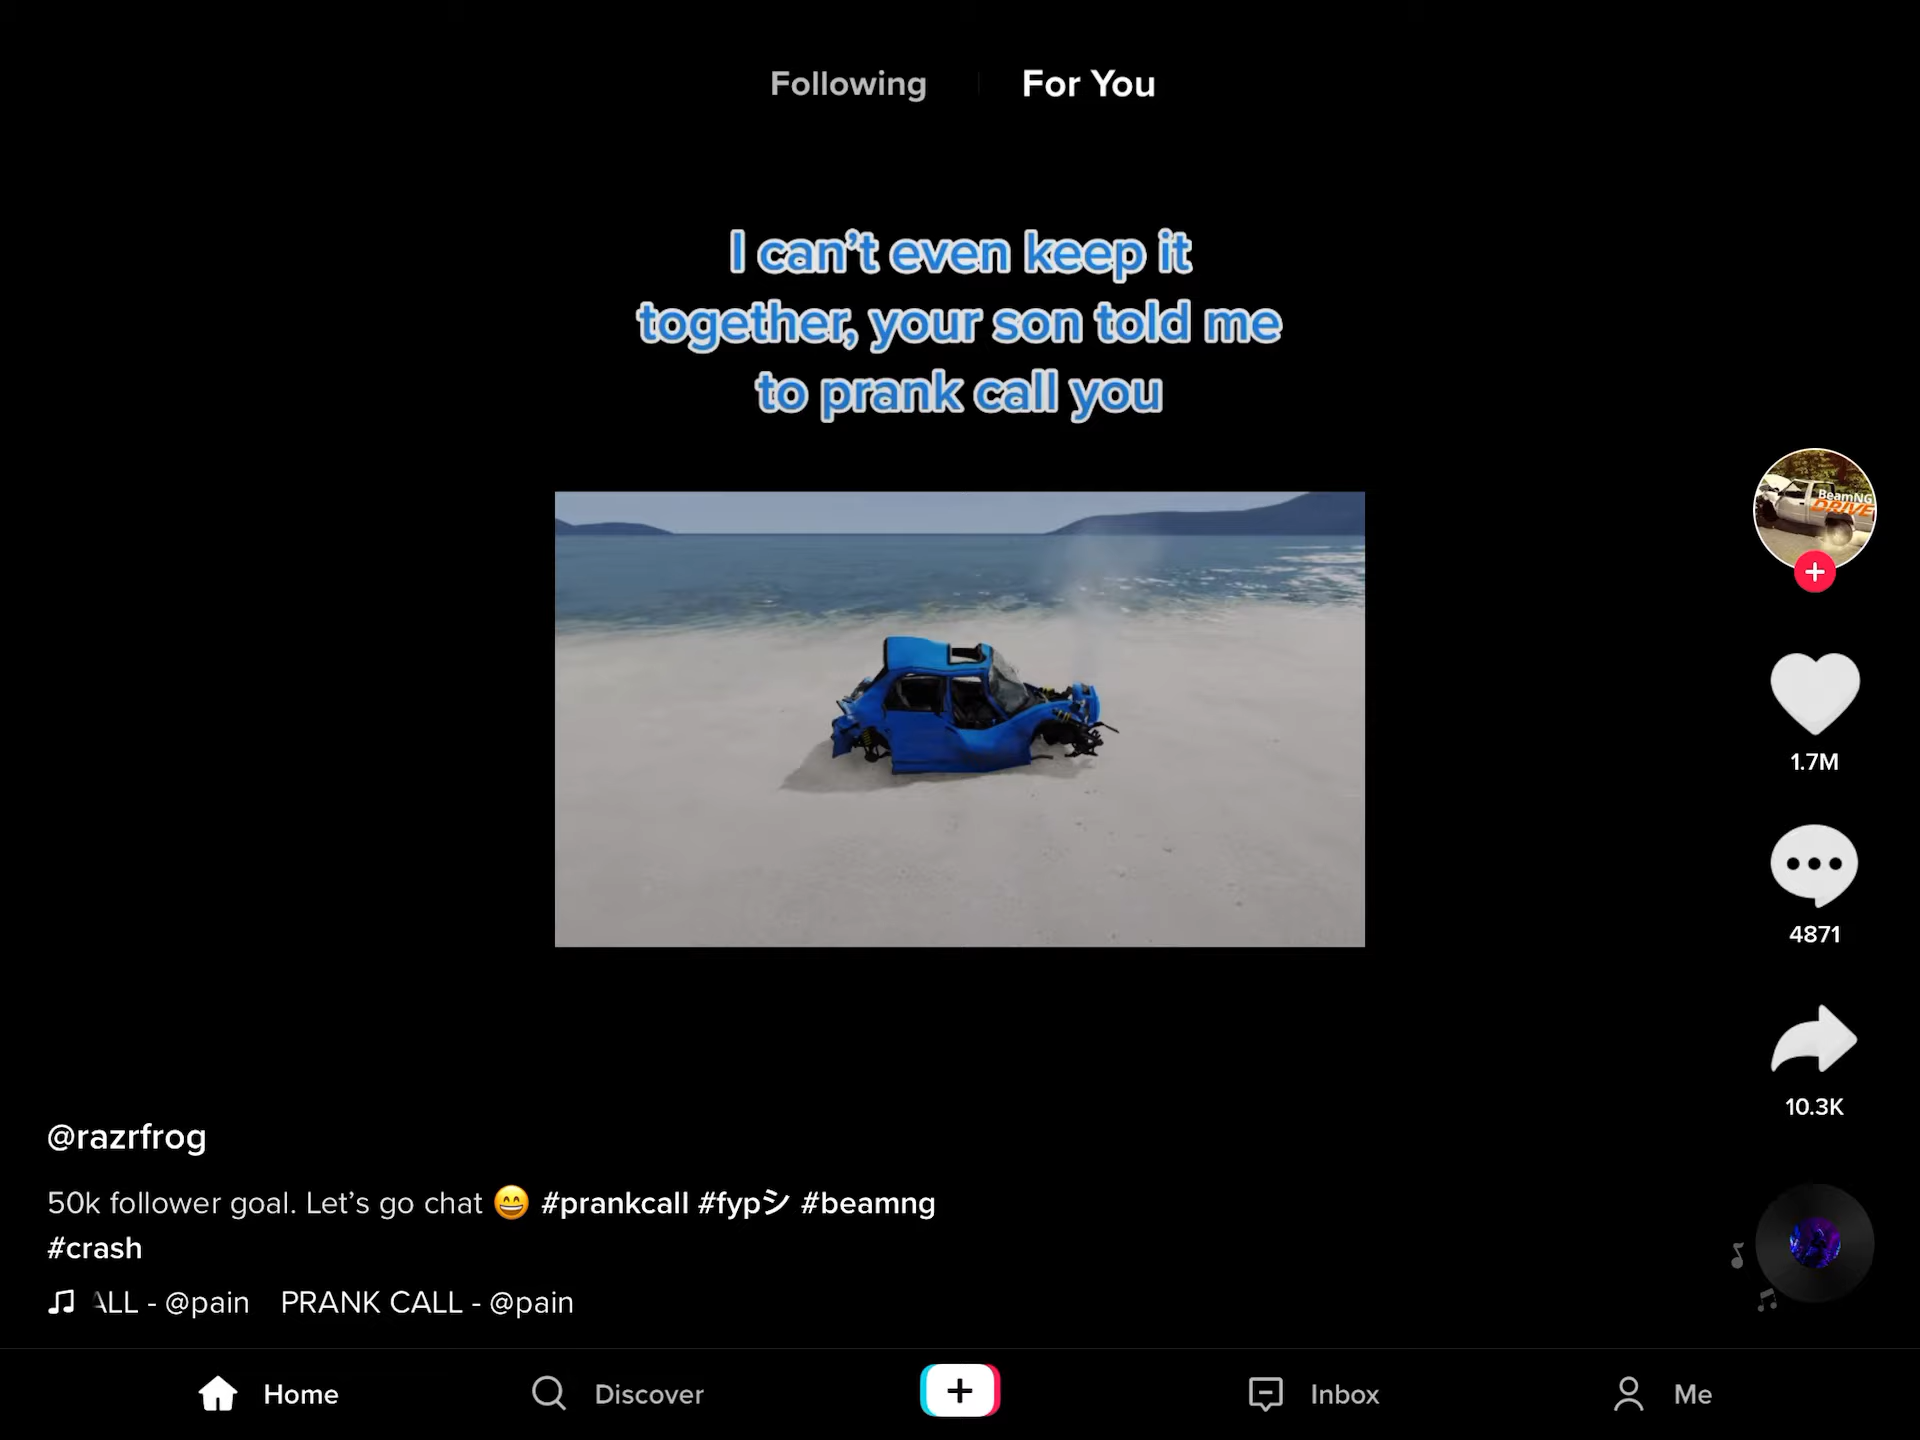 Following
For You
I can't even keep it
together, your son told me
to prank call you
BeamNG
DRIVE
1.7M
4871
10.3K
@razrfrog
50k follower goal. Let's go chat 😄 #prankcall #fypシ #beamng
#crash
ALL - @pain PRANK CALL - @pain
Home
Discover
Inbox
Me